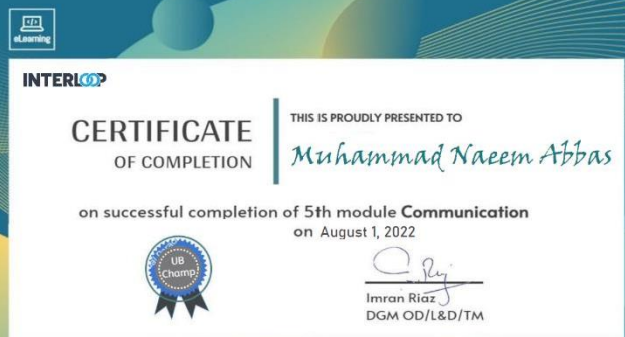 </>
eLearning
INTERLOOP
CERTIFICATE
OF COMPLETION
THIS IS PROUDLY PRESENTED TO
Muhammad Naeem Abbas
on successful completion of 5th module Communication
on August 1, 2022
UB
Champ
Imran Riaz
DGM OD/L&D/TM